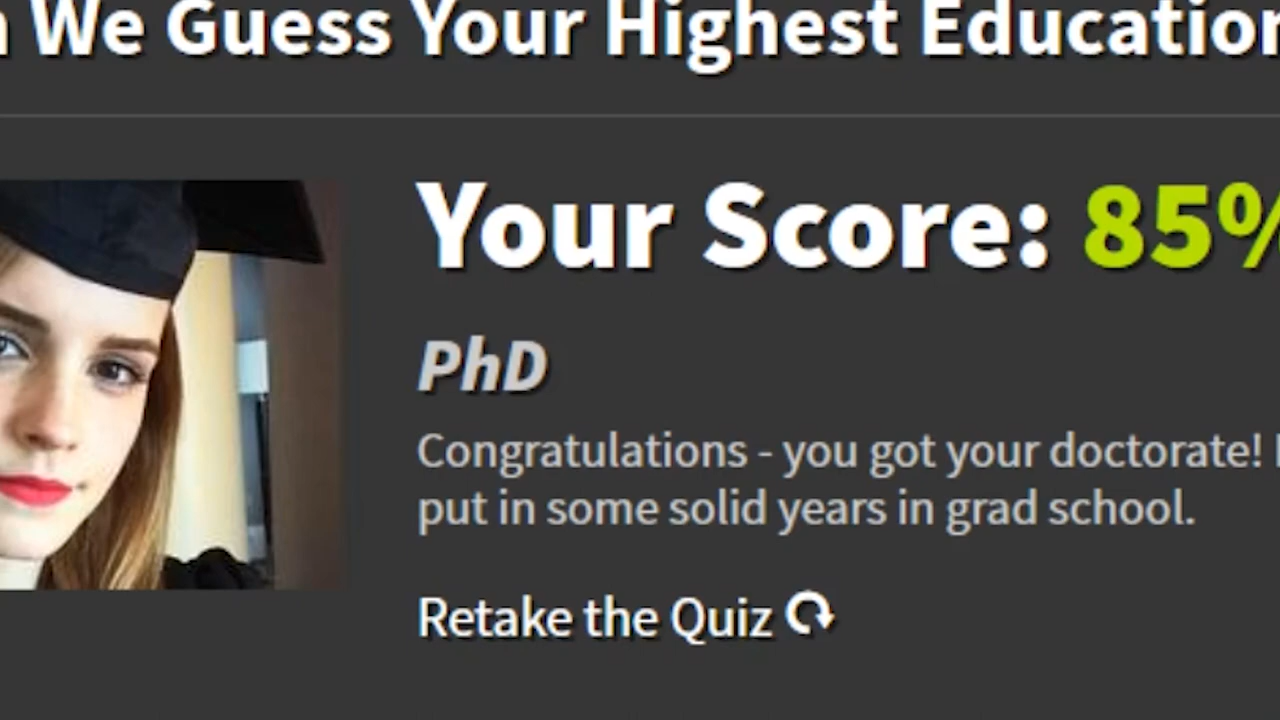 We Guess Your Highest Education
Your Score: 85%
PhD
Congratulations - you got your doctorate!
put in some solid years in grad school.
Retake the Quiz